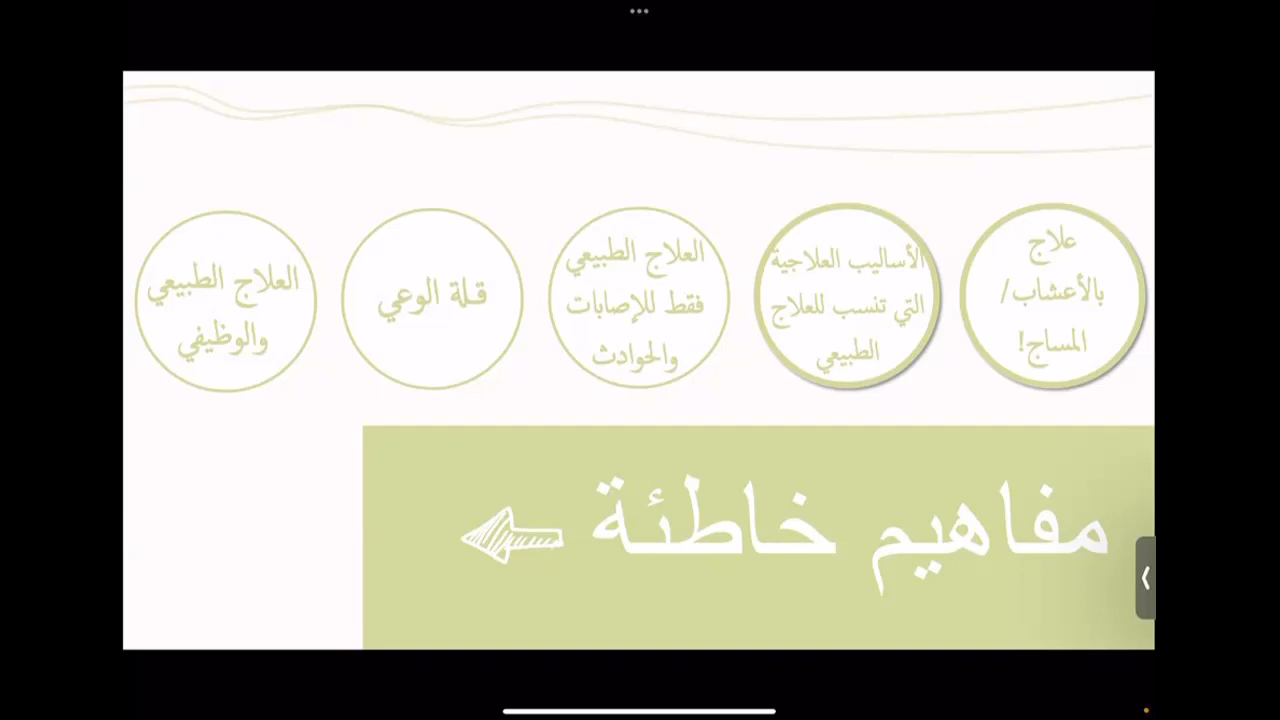 علاج
بالأعشاب/
المساج!
الأساليب العلاجية
التي تنسب للعلاج
الطبيعي
العلاج الطبيعي
فقط للإصابات
والحوادث
قلة الوعي
العلاج الطبيعي
والوظيفي
مفاهيم خاطئة